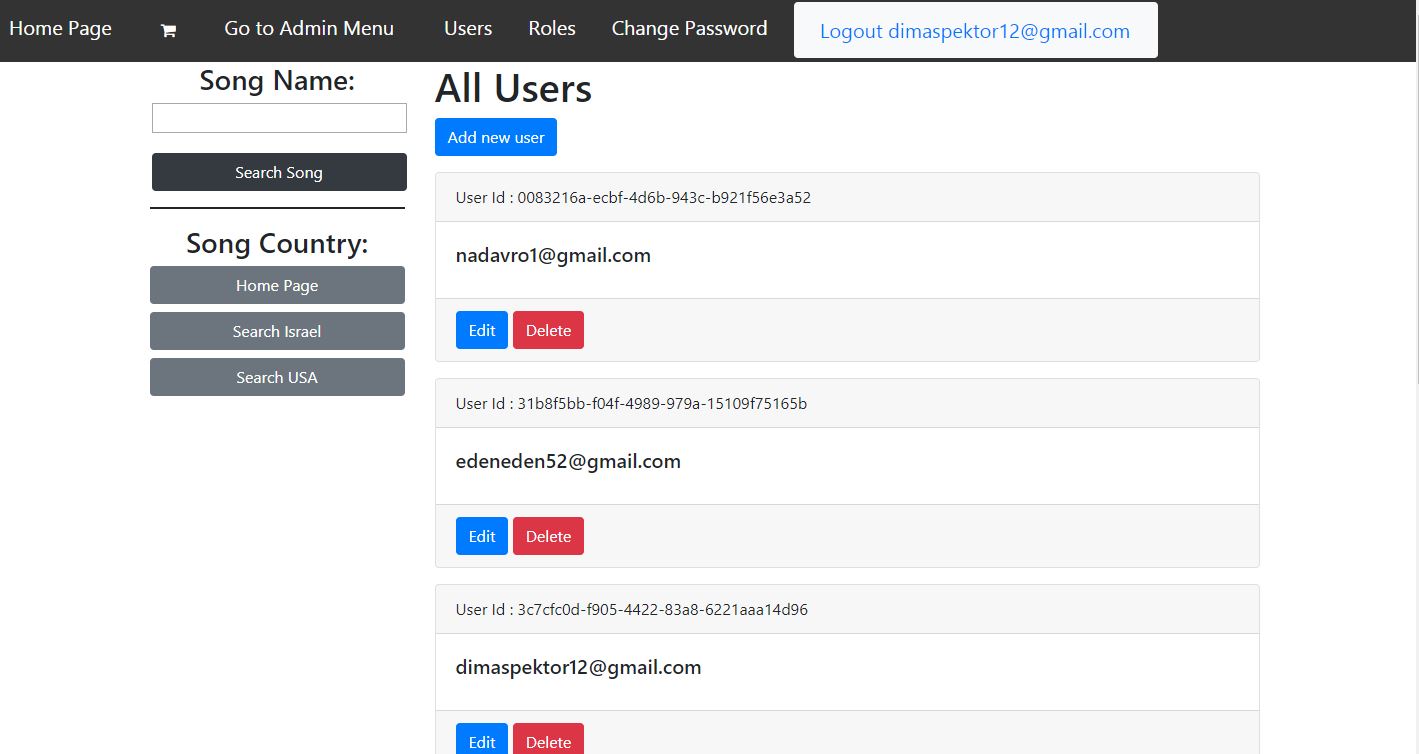 Home Page Go to Admin Menu Users Roles Change Password Logout dimaspektor12@gmail.com
Song Name:
Search Song
Song Country:
Home Page
Search Israel
Search USA
All Users
Add new user
User Id : 0083216a-ecbf-4d6b-943c-b921f56e3a52
nadavro1@gmail.com
Edit Delete
User Id : 31b8f5bb-f04f-4989-979a-15109f75165b
edeneden52@gmail.com
Edit Delete
User Id : 3c7cfc0d-f905-4422-83a8-6221aaa14d96
dimaspektor12@gmail.com
Edit Delete